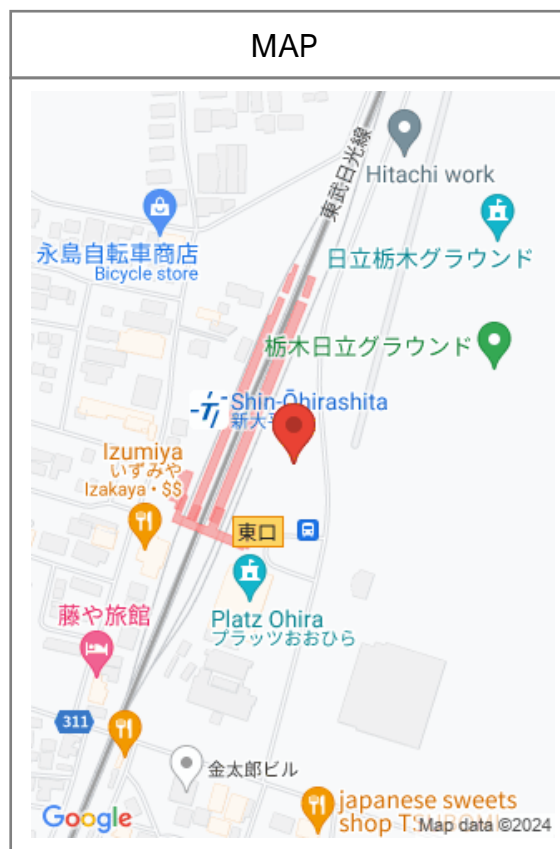 MAP
東武日光線
Hitachi work
永島自転車商店
Bicycle store
日立栃木グラウンド
栃木日立グラウンド
Shin-Ōhirashita
新大
Izumiya
いずみや
Izakaya・$$
東口
Platz Ohira
プラッツおおひら
藤や旅館
311
金太郎ビル
japanese sweets
shop
Google
Map data ©2024